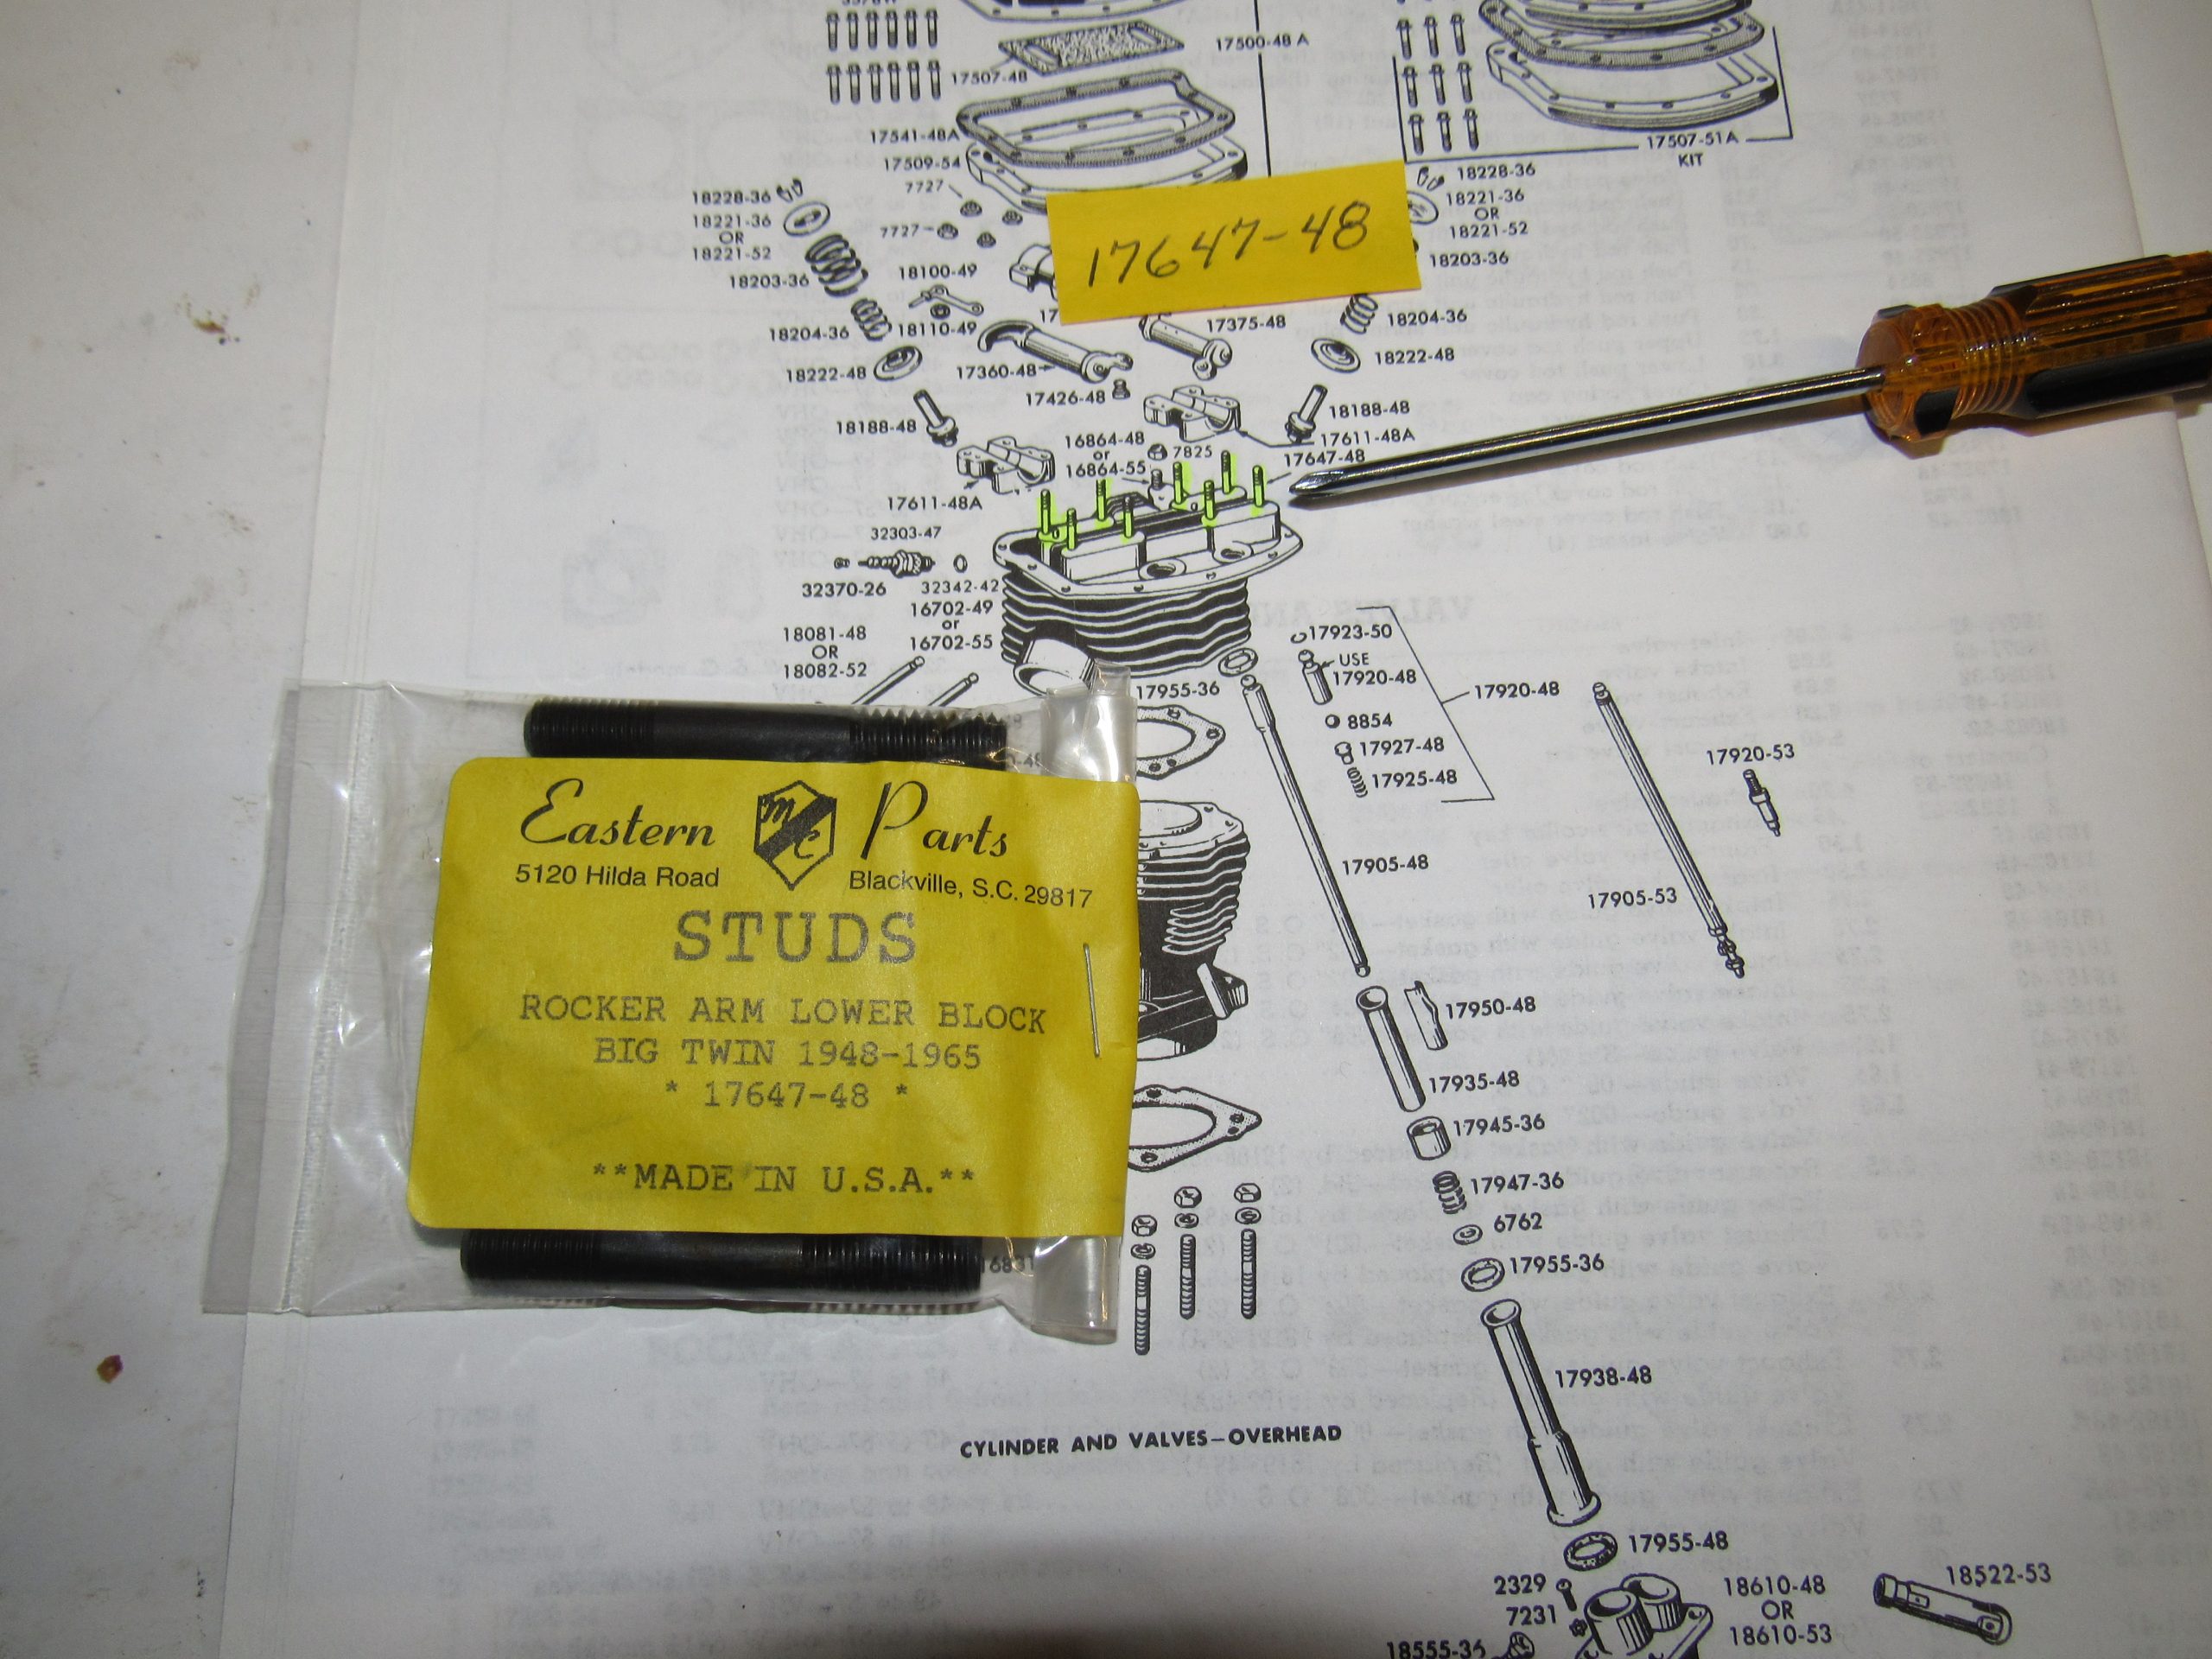 17500-48 A
17507-48
17541-48A
17509-54
7727
7727
17507-51A
KIT
18228-36
18221-36
OR
18221-52
18203-36
18204-36
18222-48
18188-48
18100-49
18110-49
17360-48
17426-48
17647-48
17375-48
18228-36
18221-36
OR
18221-52
18203-36
18204-36
18222-48
18188-48
17611-48A
17647-48
16864-48
or
16864-55
7825
17611-48A
32303-47
32370-26
32342-42
16702-49
or
16702-55
18081-48
OR
18082-52
17955-36
17923-50
USE
17920-48
17920-48
8854
17927-48
17925-48
17905-48
17920-53
17905-53
17950-48
17935-48
17945-36
17947-36
6762
17955-36
17938-48
17955-48
2329
7231
18555-36
18610-48
OR
18610-53
18522-53
Eastern MC Parts
5120 Hilda Road Blackville, S.C. 29817
STUDS
ROCKER ARM LOWER BLOCK
BIG TWIN 1948-1965
* 17647-48 *
**MADE IN U.S.A.**
CYLINDER AND VALVES—OVERHEAD